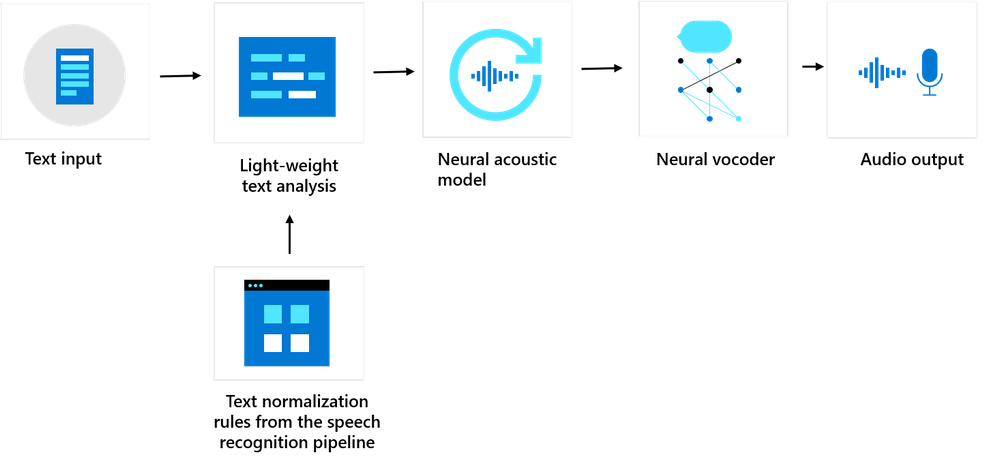 Text input
Light-weight
text analysis
Neural acoustic
model
Neural vocoder
Audio output
Text normalization
rules from the speech
recognition pipeline